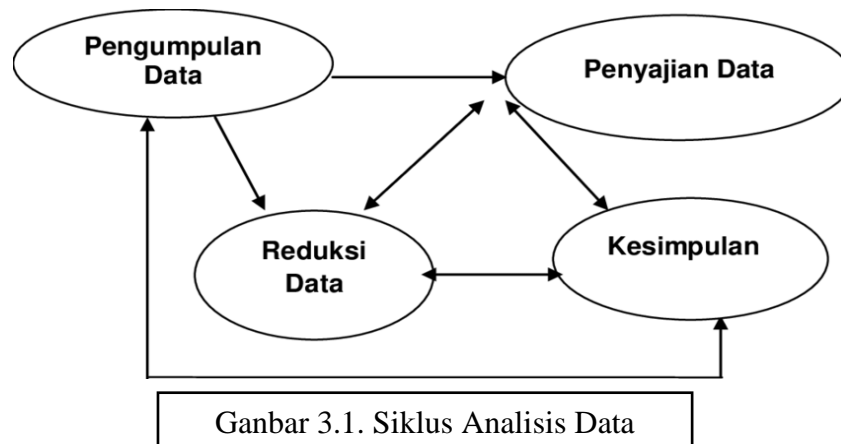 Pengumpulan
Data
Penyajian Data
Reduksi
Data
Kesimpulan
Ganbar 3.1. Siklus Analisis Data